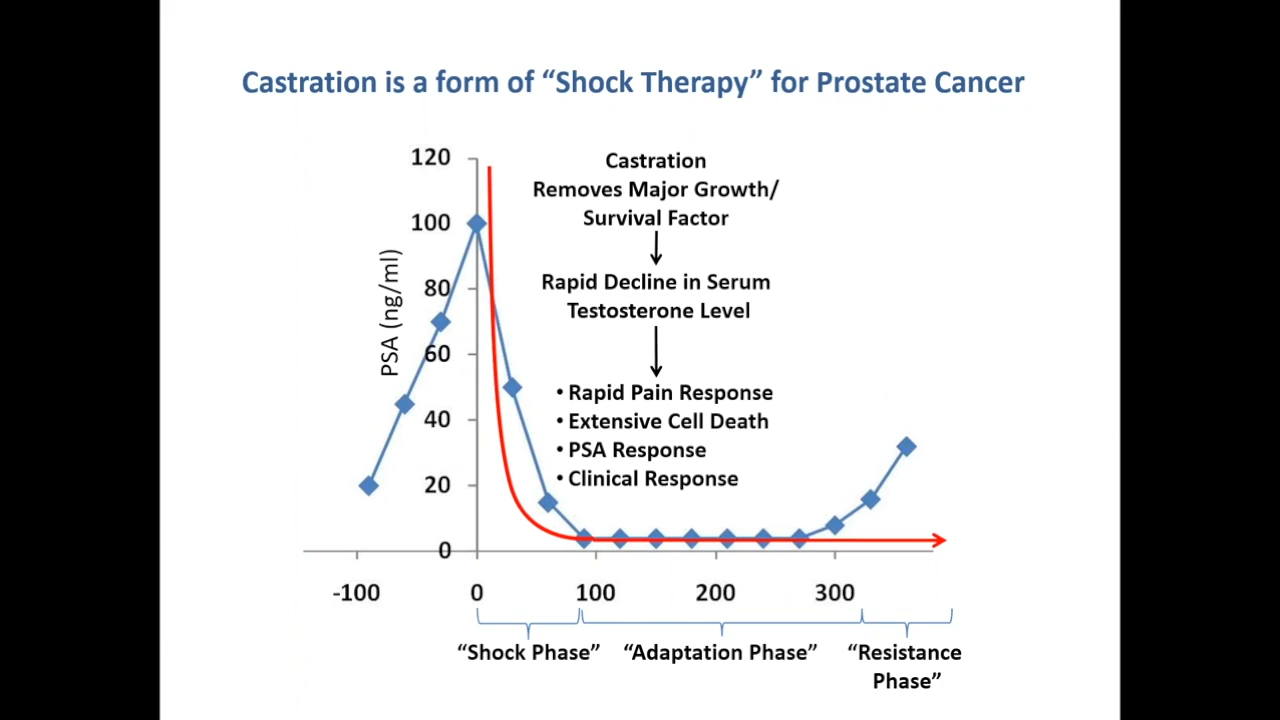 Castration is a form of “Shock Therapy” for Prostate Cancer
120
100
80
60
40
20
0
PSA (ng/ml)
Castration
Removes Major Growth/
Survival Factor
Rapid Decline in Serum
Testosterone Level
• Rapid Pain Response
• Extensive Cell Death
• PSA Response
• Clinical Response
-100 0 100 200 300
“Shock Phase” “Adaptation Phase” “Resistance
Phase”